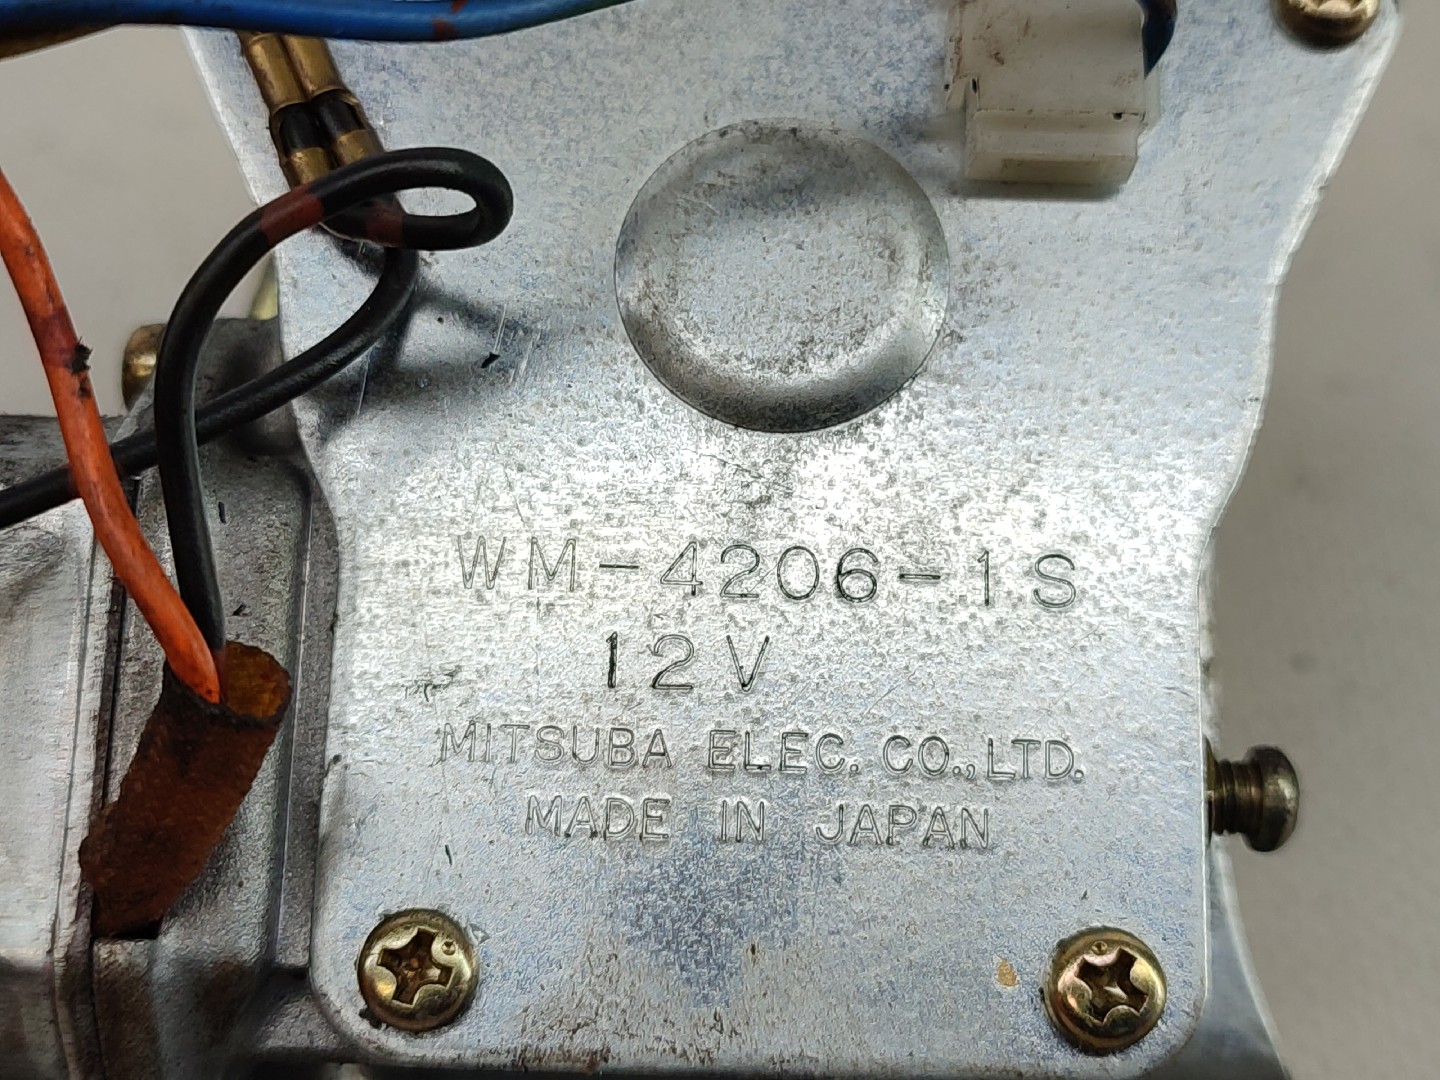 WM-4206-1S
12V
MITSUBA ELEC. CO., LTD.
MADE IN JAPAN